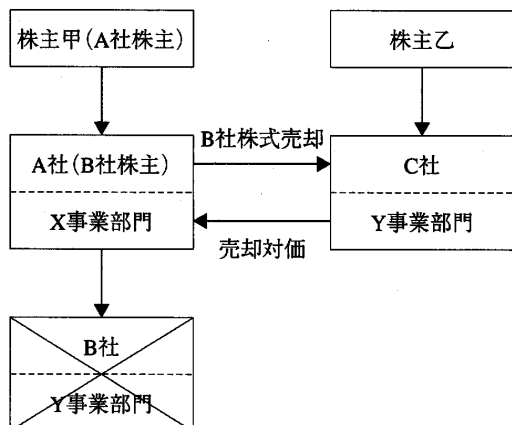 株主甲(A社株主)
株主乙
B社株式売却
A社(B社株主)
C社
X事業部門
Y事業部門
売却対価
B社
Y事業部門